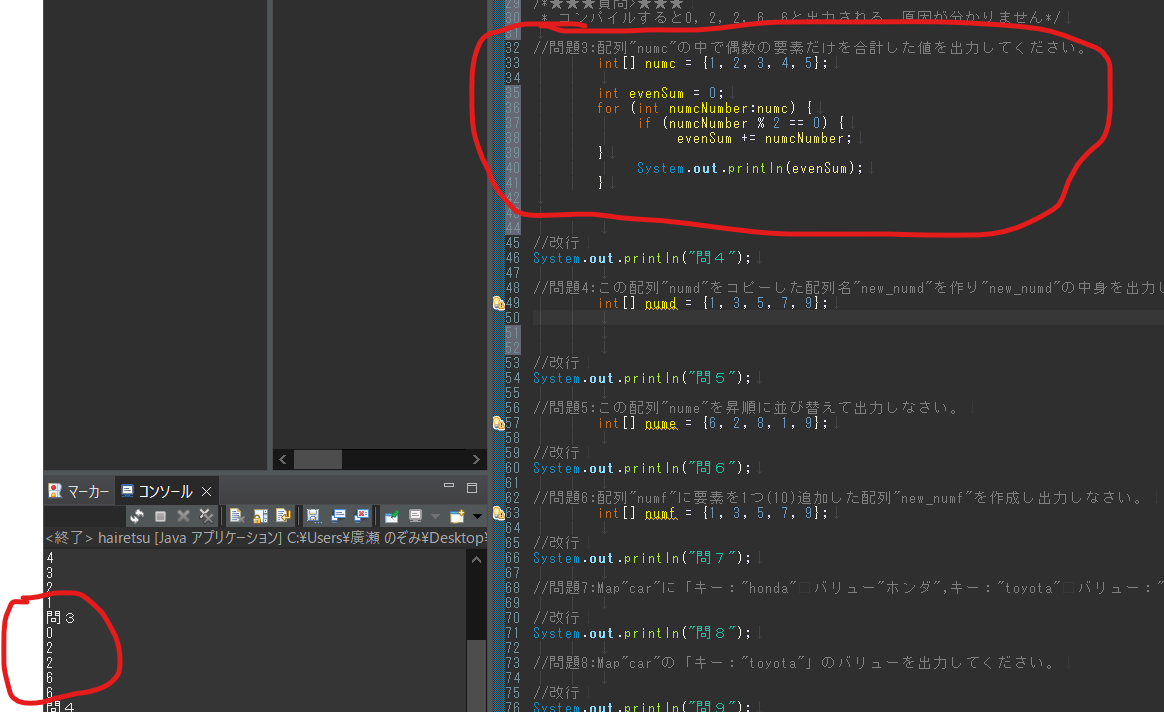 29 /*★★★質問>★★★
30 * コンパイルすると0, 2, 2, 6, 6と出力される。原因が分かりません*/
31
32 //問題3:配列"numc"の中で偶数の要素だけを合計した値を出力してください。
33 int[] numc = {1, 2, 3, 4, 5};
34
35 int evenSum = 0;
36 for (int numcNumber:numc) {
37 if (numcNumber % 2 == 0) {
38 evenSum += numcNumber;
39 }
40 System.out.println(evenSum);
41 }
42
43
44
45 //改行
46 System.out.println("問４");
47
48 //問題4:この配列"numd"をコピーした配列名"new_numd"を作り"new_numd"の中身を出力し
49 int[] numd = {1, 3, 5, 7, 9};
50
51
52
53 //改行
54 System.out.println("問５");
55
56 //問題5:この配列"nume"を昇順に並び替えて出力しなさい。
57 int[] nume = {6, 2, 8, 1, 9};
58
59 //改行
60 System.out.println("問６");
61
62 //問題6:配列"numf"に要素を1つ(10)追加した配列"new_numf"を作成し出力しなさい。
63 int[] numf = {1, 3, 5, 7, 9};
64
65 //改行
66 System.out.println("問７");
67
68 //問題7:Map"car"に「キー："honda"　バリュー"ホンダ",キー："toyota"　バリュー："
69
70 //改行
71 System.out.println("問８");
72
73 //問題8:Map"car"の「キー："toyota"」のバリューを出力してください。
74
75 //改行
76 System.out.println("問９");
マーカー コンソール
<終了> hairetsu [Java アプリケーション] C:¥Users¥廣瀬 のぞみ¥Desktop¥
4
3
2
1
問３
0
2
2
6
6
問４